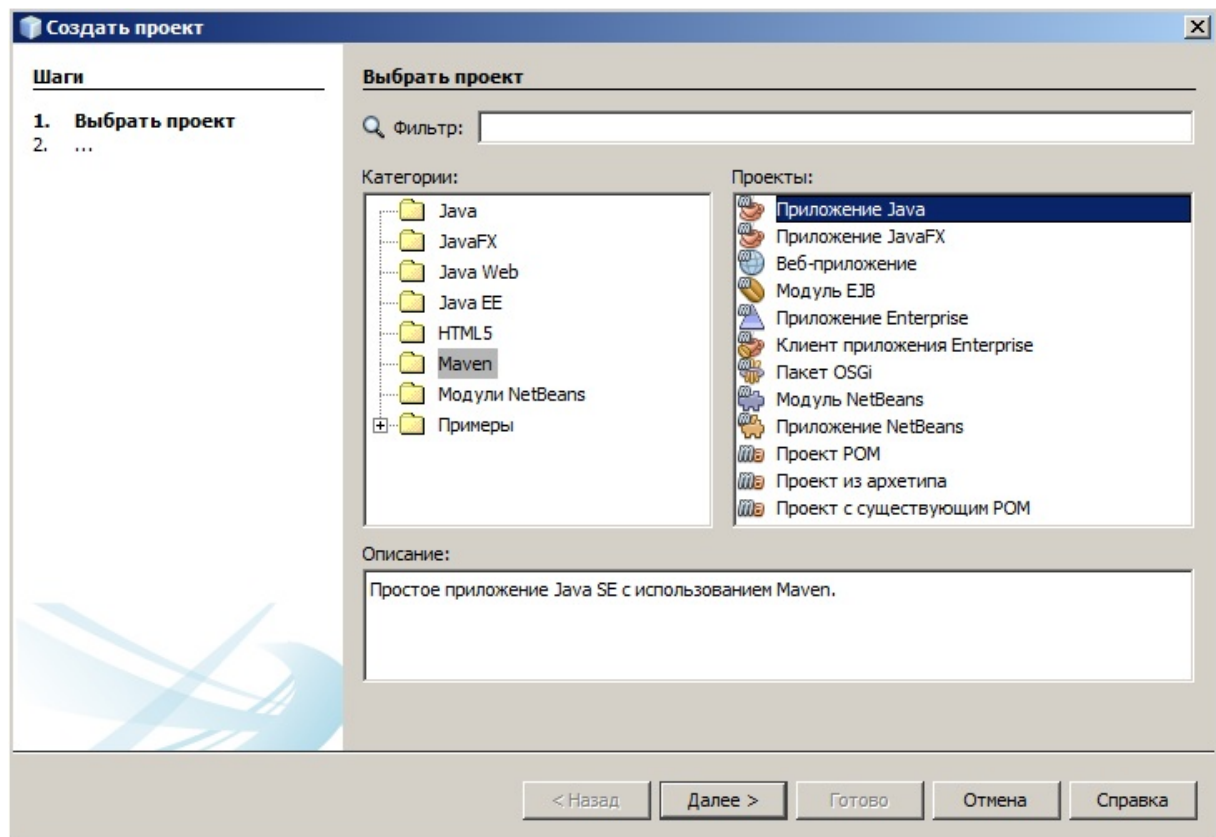 Создать проект
Шаги
1. Выбрать проект
2. ...
Выбрать проект
Фильтр:
Категории:
Java
JavaFX
Java Web
Java EE
HTML5
Maven
Модули NetBeans
Примеры
Проекты:
Приложение Java
Приложение JavaFX
Веб-приложение
Модуль EJB
Приложение Enterprise
Клиент приложения Enterprise
Пакет OSGi
Модуль NetBeans
Приложение NetBeans
Проект POM
Проект из архетипа
Проект с существующим POM
Описание:
Простое приложение Java SE с использованием Maven.
< Назад
Далее >
Готово
Отмена
Справка